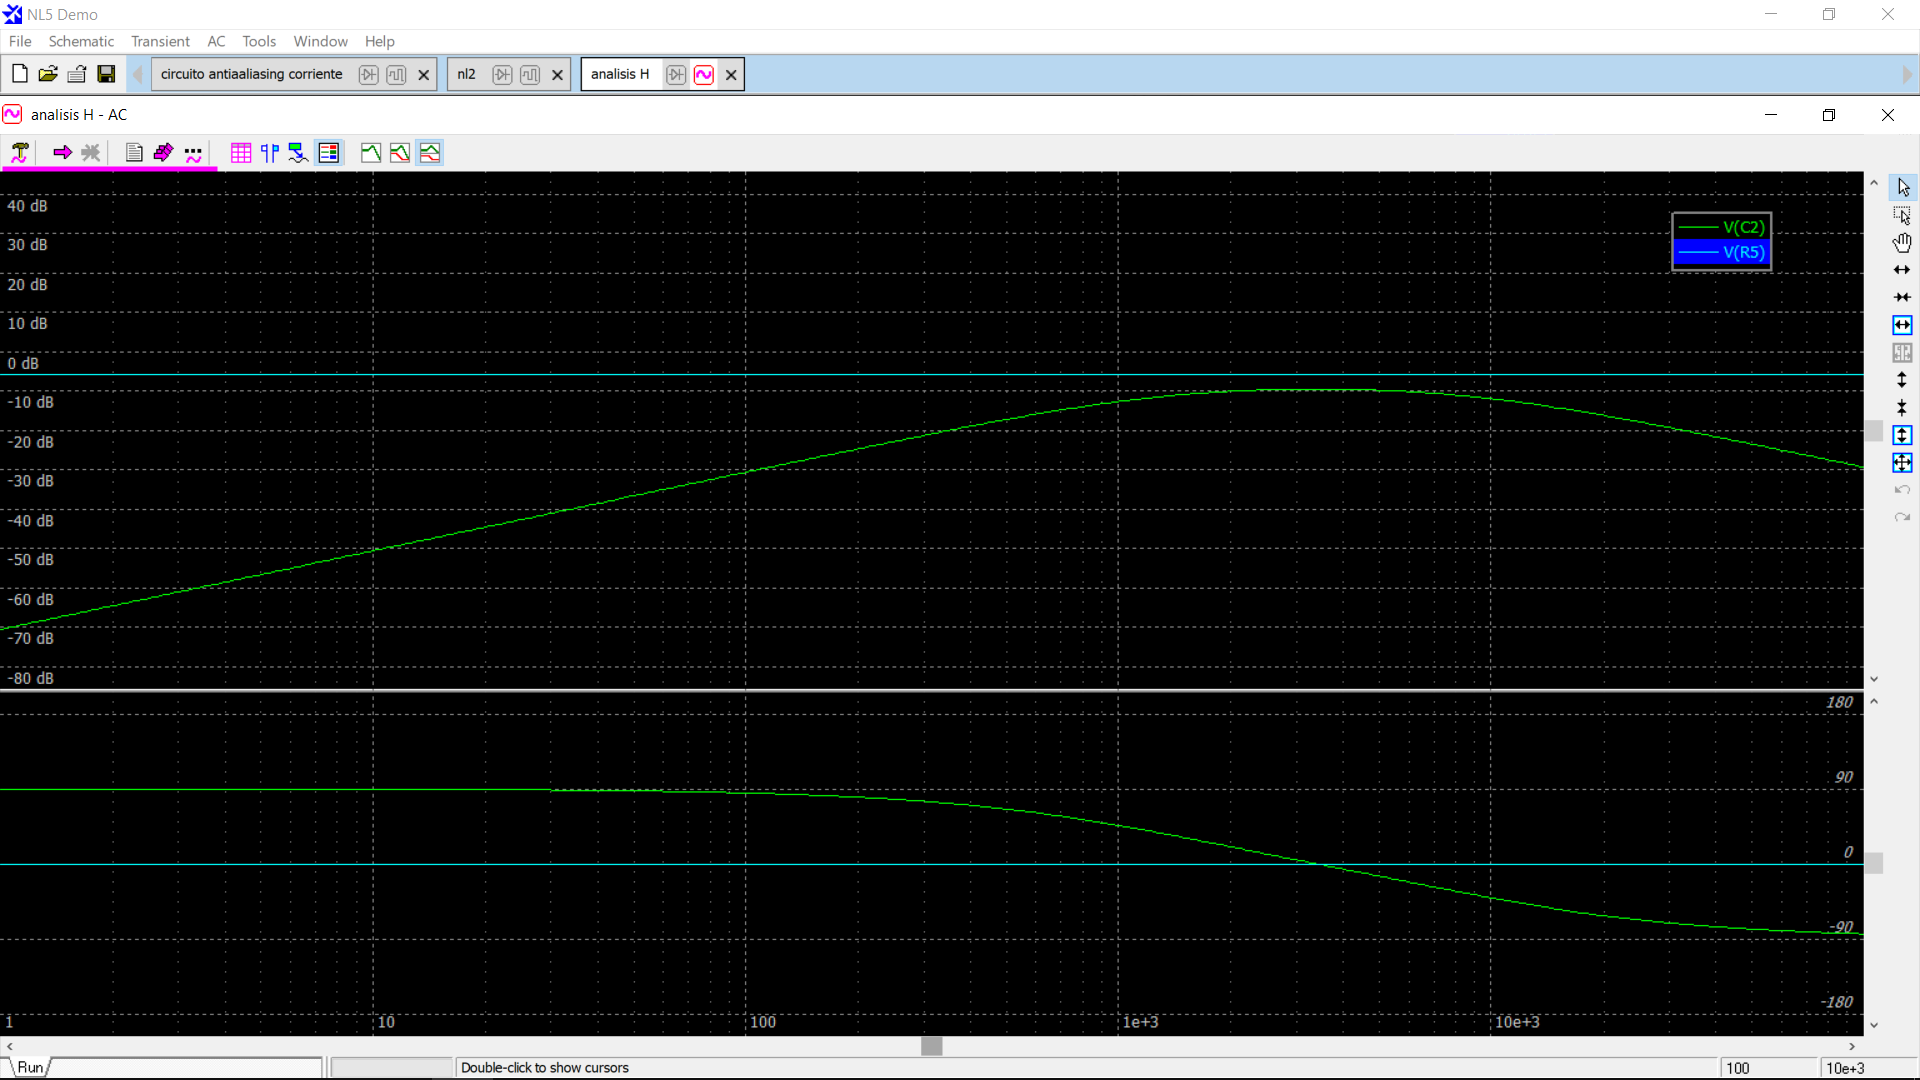 NL5 Demo
File Schematic Transient AC Tools Window Help
circuito antiaaliasing corriente nl2 analisis H
analisis H - AC
40 dB
30 dB
20 dB
10 dB
0 dB
-10 dB
-20 dB
-30 dB
-40 dB
-50 dB
-60 dB
-70 dB
-80 dB
V(C2)
V(R5)
180
90
0
-90
-180
1 10 100 1e+3 10e+3
Run Double-click to show cursors 100 10e+3